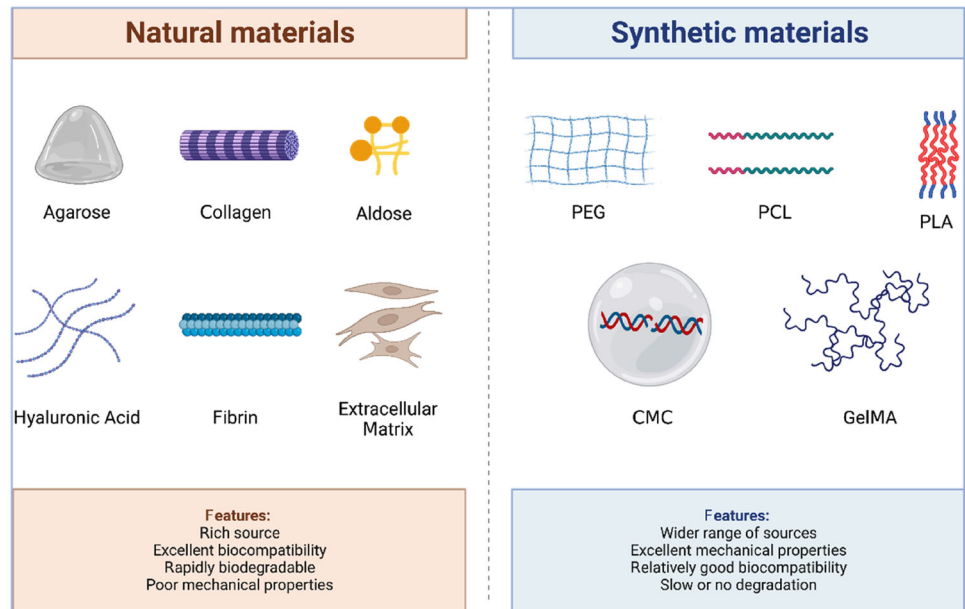 Natural materials
Agarose
Collagen
Aldose
Hyaluronic Acid
Fibrin
Extracellular
Matrix
Features:
Rich source
Excellent biocompatibility
Rapidly biodegradable
Poor mechanical properties
Synthetic materials
PEG
PCL
PLA
CMC
GelMA
Features:
Wider range of sources
Excellent mechanical properties
Relatively good biocompatibility
Slow or no degradation